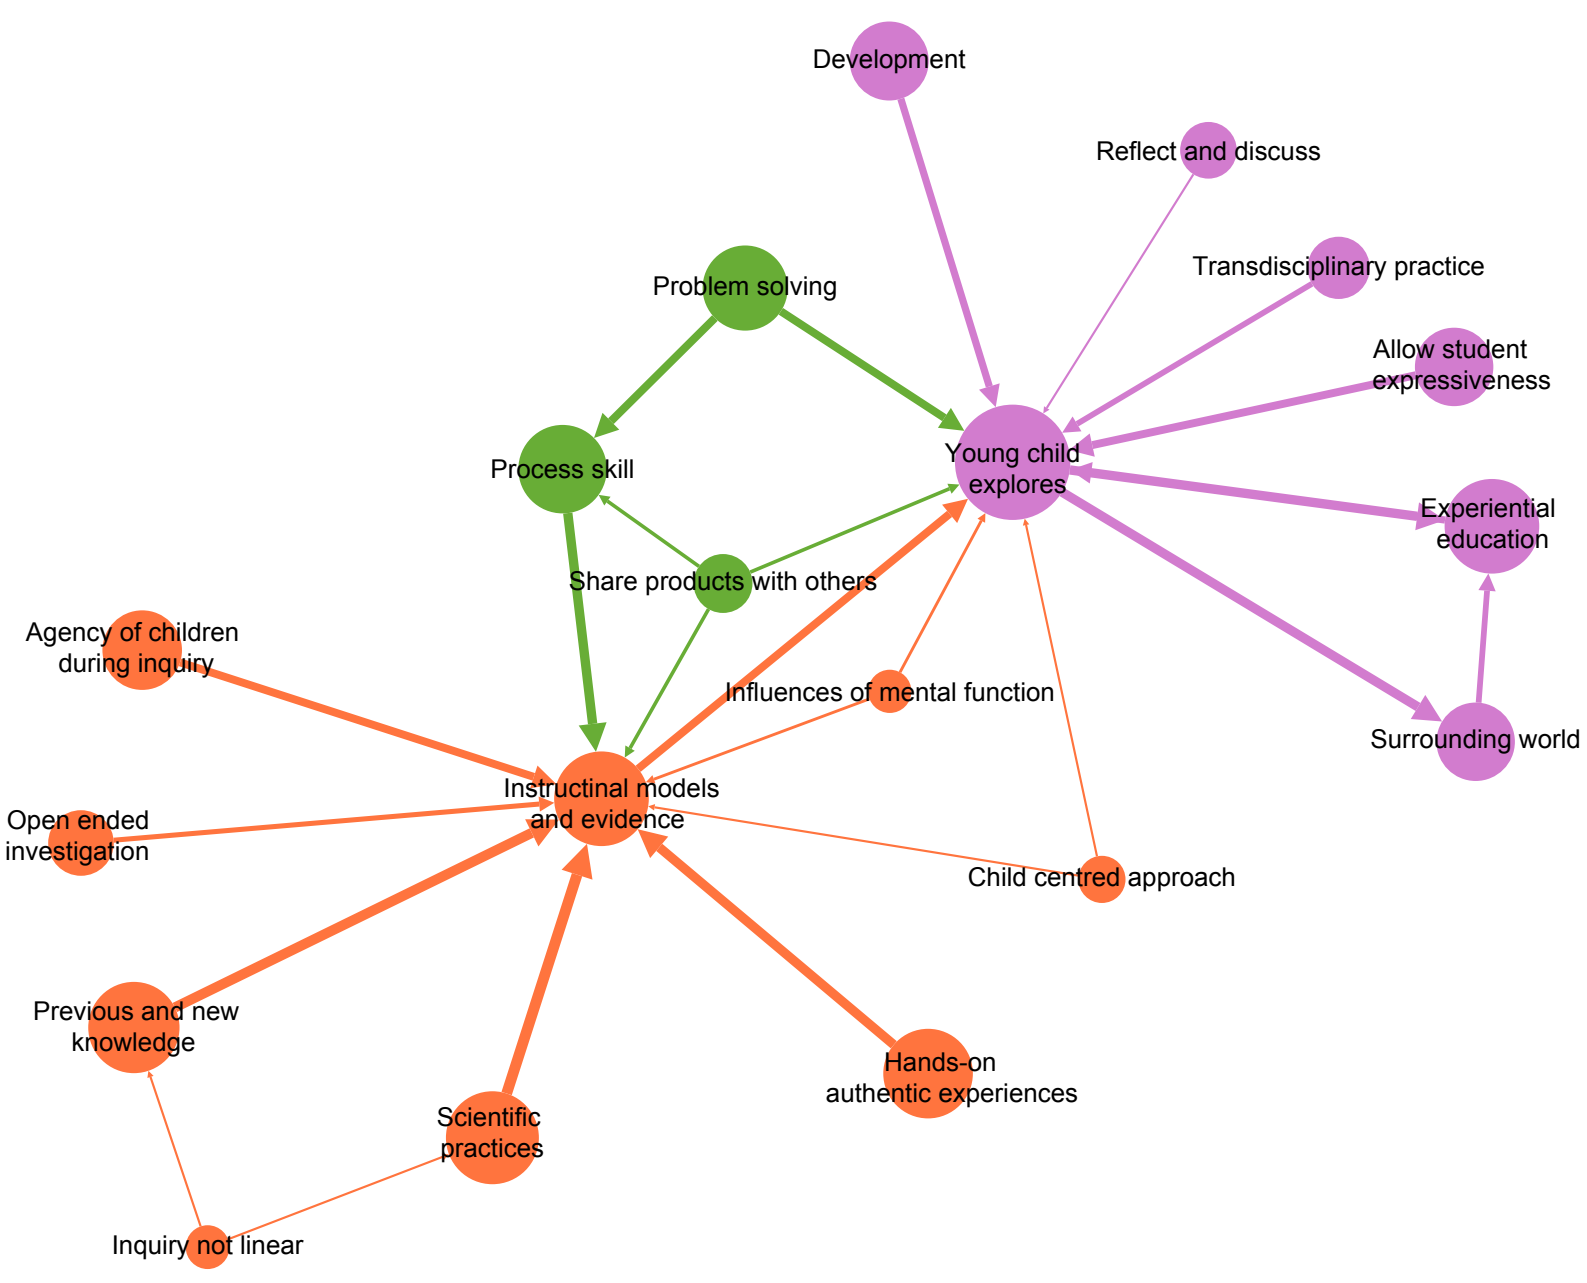 Development
Reflect and discuss
Transdisciplinary practice
Problem solving
Allow student
expressiveness
Young child
explores
Process skill
Experiential
education
Share products with others
Agency of children
during inquiry
Influences of mental function
Surrounding world
Instructinal models
and evidence
Open ended
investigation
Child centred approach
Previous and new
knowledge
Hands-on
authentic experiences
Scientific
practices
Inquiry not linear